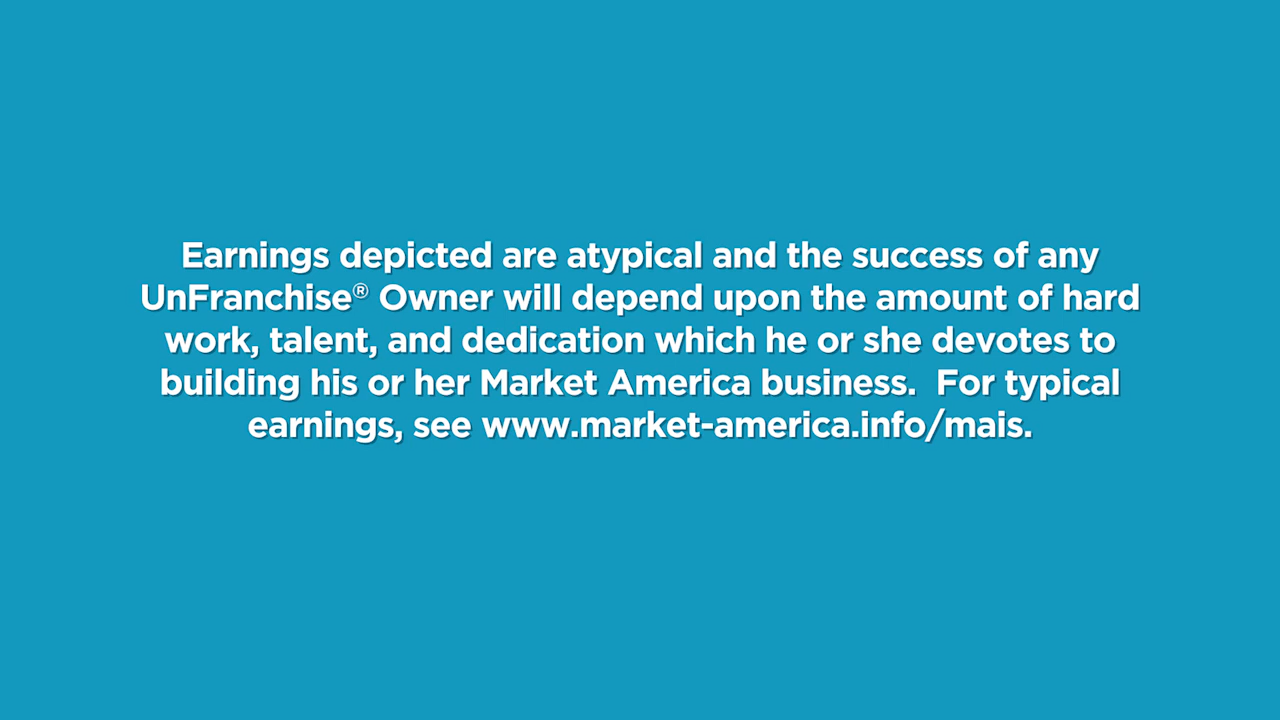 Earnings depicted are atypical and the success of any
UnFranchise® Owner will depend upon the amount of hard
work, talent, and dedication which he or she devotes to
building his or her Market America business.  For typical
earnings, see www.market-america.info/mais.